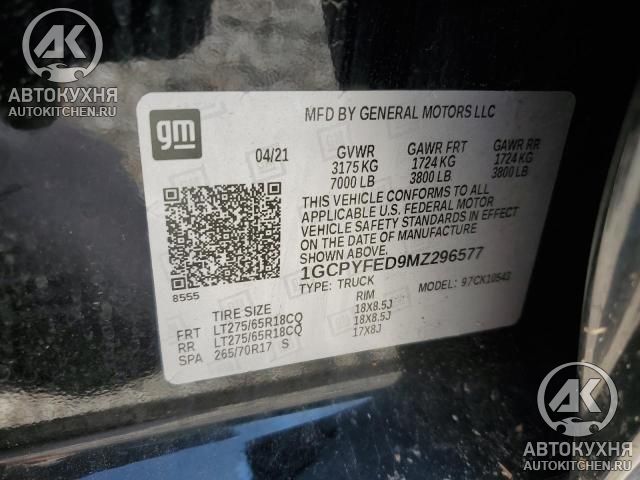 АВТОКУХНЯ
AUTOKITCHEN.RU
gm
MFD BY GENERAL MOTORS LLC
04/21
GVWR GAWR FRT GAWR RR
3175 KG 1724 KG 1724 KG
7000 LB 3800 LB 3800 LB
THIS VEHICLE CONFORMS TO ALL
APPLICABLE U.S. FEDERAL MOTOR
VEHICLE SAFETY STANDARDS IN EFFECT
ON THE DATE OF MANUFACTURE
SHOWN ABOVE.
1GCPYFED9MZ296577
TYPE: TRUCK MODEL: 97CK10543
8555
TIRE SIZE RIM
FRT LT275/65R18CQ 18X8.5J
RR LT275/65R18CQ 18X8.5J
SPA 265/70R17 S 17X8J
АК
АВТОКУХНЯ
AUTOKITCHEN.RU